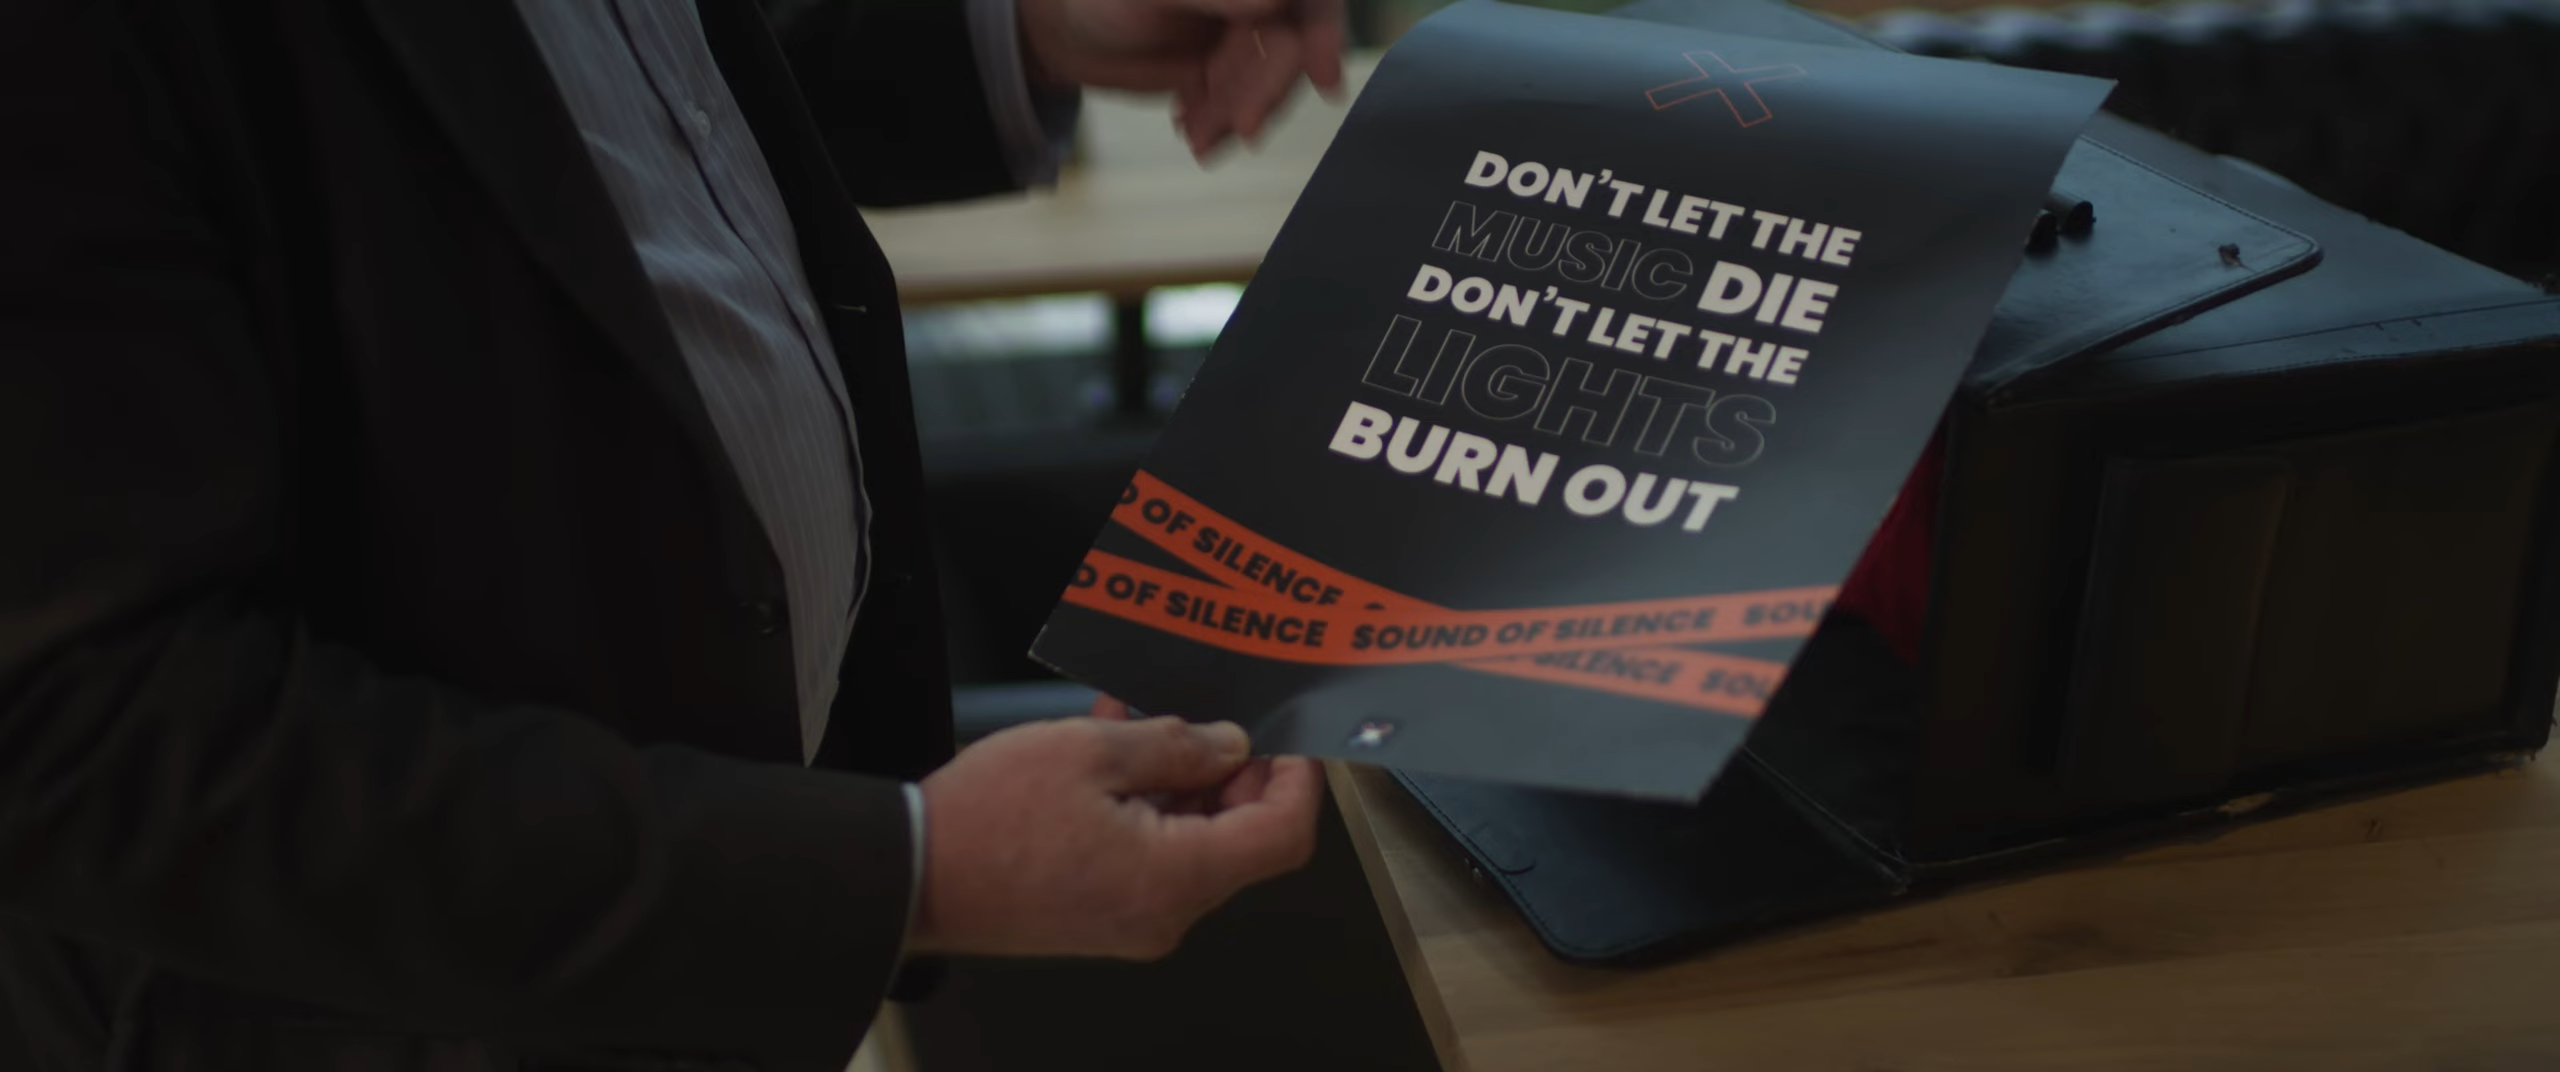 DON'T LET THE
MUSIC DIE
DON'T LET THE
LIGHTS
BURN OUT
OF SILENCE
OF SILENCE SOUND OF SILENCE
SILENCE